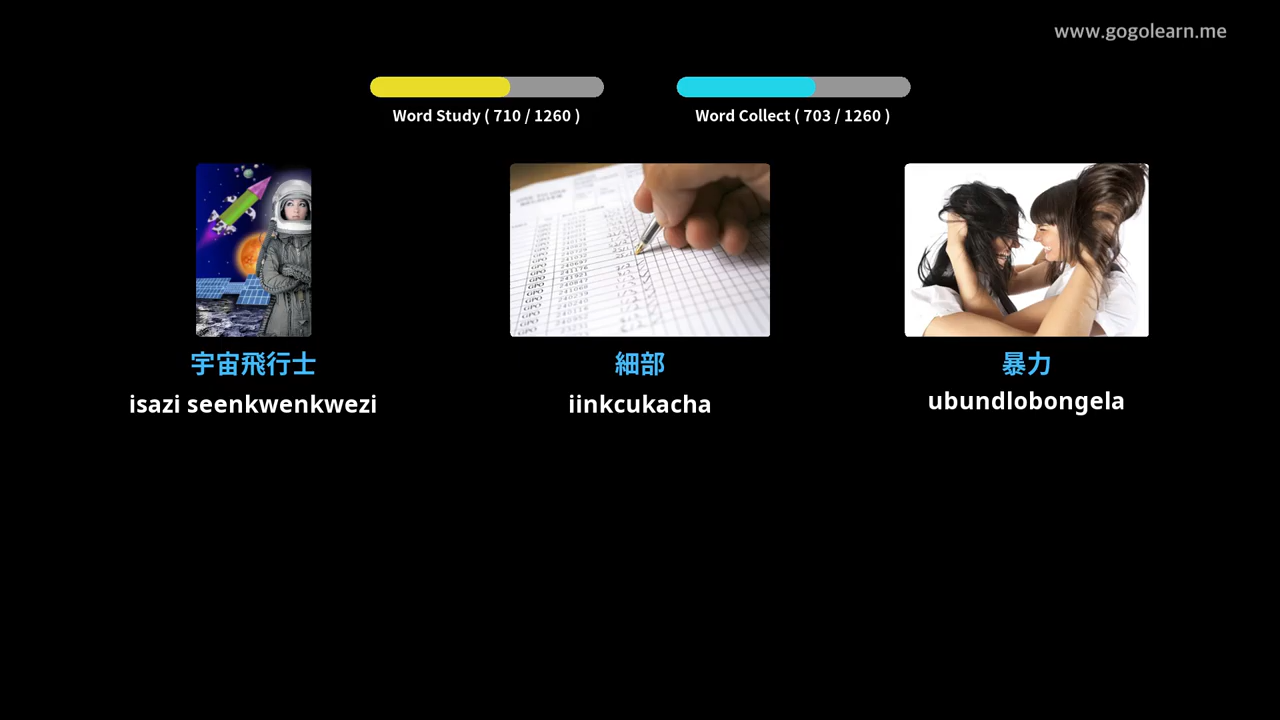 www.gogolearn.me
Word Study ( 710 / 1260 )
Word Collect ( 703 / 1260 )
宇宙飛行士
細部
暴力
isazi seenkwenkwezi
iinkcukacha
ubundlobongela